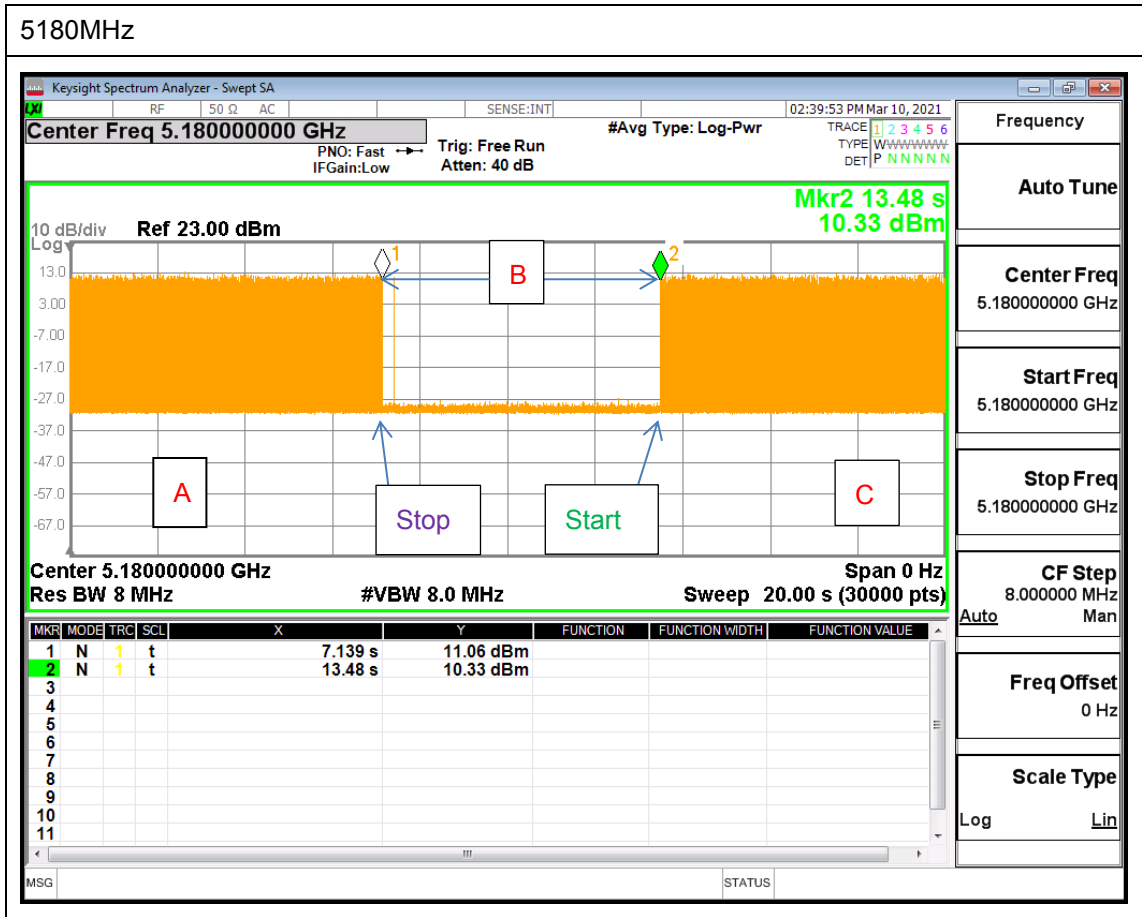 5180MHz
Keysight Spectrum Analyzer - Swept SA
LXI RF 50 Ω AC SENSE:INT 02:39:53 PM Mar 10, 2021
Center Freq 5.180000000 GHz
PNO: Fast
IFGain:Low
Trig: Free Run
Atten: 40 dB
#Avg Type: Log-Pwr
TRACE 1 2 3 4 5 6
TYPE WWWWWW
DET P N N N N N
Mkr2 13.48 s
10.33 dBm
10 dB/div Ref 23.00 dBm
Log
13.0
3.00
-7.00
-17.0
-27.0
-37.0
-47.0
-57.0
-67.0
1
2
B
A
C
Stop
Start
Center 5.180000000 GHz Span 0 Hz
Res BW 8 MHz #VBW 8.0 MHz Sweep 20.00 s (30000 pts)
MKR MODE TRC SCL X Y FUNCTION FUNCTION WIDTH FUNCTION VALUE
1 N 1 t 7.139 s 11.06 dBm
2 N 1 t 13.48 s 10.33 dBm
3
4
5
6
7
8
9
10
11
MSG STATUS
Frequency
Auto Tune
Center Freq
5.180000000 GHz
Start Freq
5.180000000 GHz
Stop Freq
5.180000000 GHz
CF Step
8.000000 MHz
Auto Man
Freq Offset
0 Hz
Scale Type
Log Lin